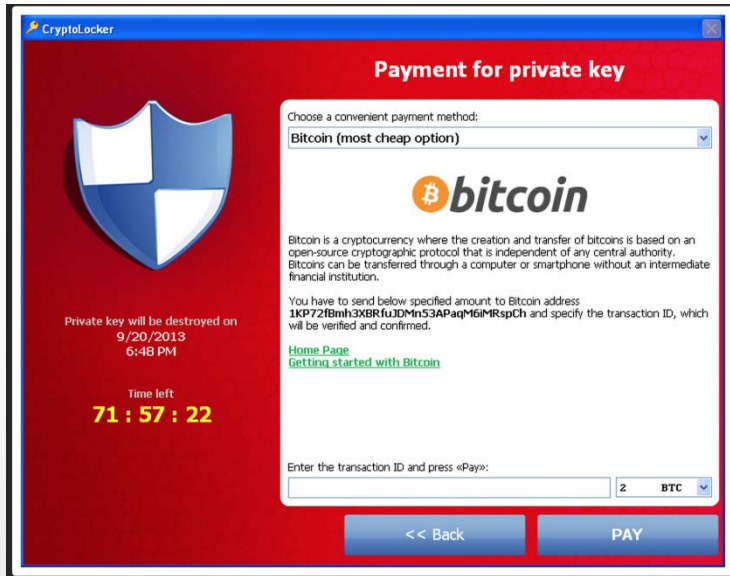 CryptoLocker
Payment for private key
Choose a convenient payment method:
Bitcoin (most cheap option)
bitcoin
Bitcoin is a cryptocurrency where the creation and transfer of bitcoins is based on an
open-source cryptographic protocol that is independent of any central authority.
Bitcoins can be transferred through a computer or smartphone without an intermediate
financial institution.
You have to send below specified amount to Bitcoin address
1KP72fBmh3XBRfuJDMn53APaqM6iMRspCh and specify the transaction ID, which
will be verified and confirmed.
Home Page
Getting started with Bitcoin
Private key will be destroyed on
9/20/2013
6:48 PM
Time left
71 : 57 : 22
Enter the transaction ID and press «Pay»:
2 BTC
<< Back
PAY